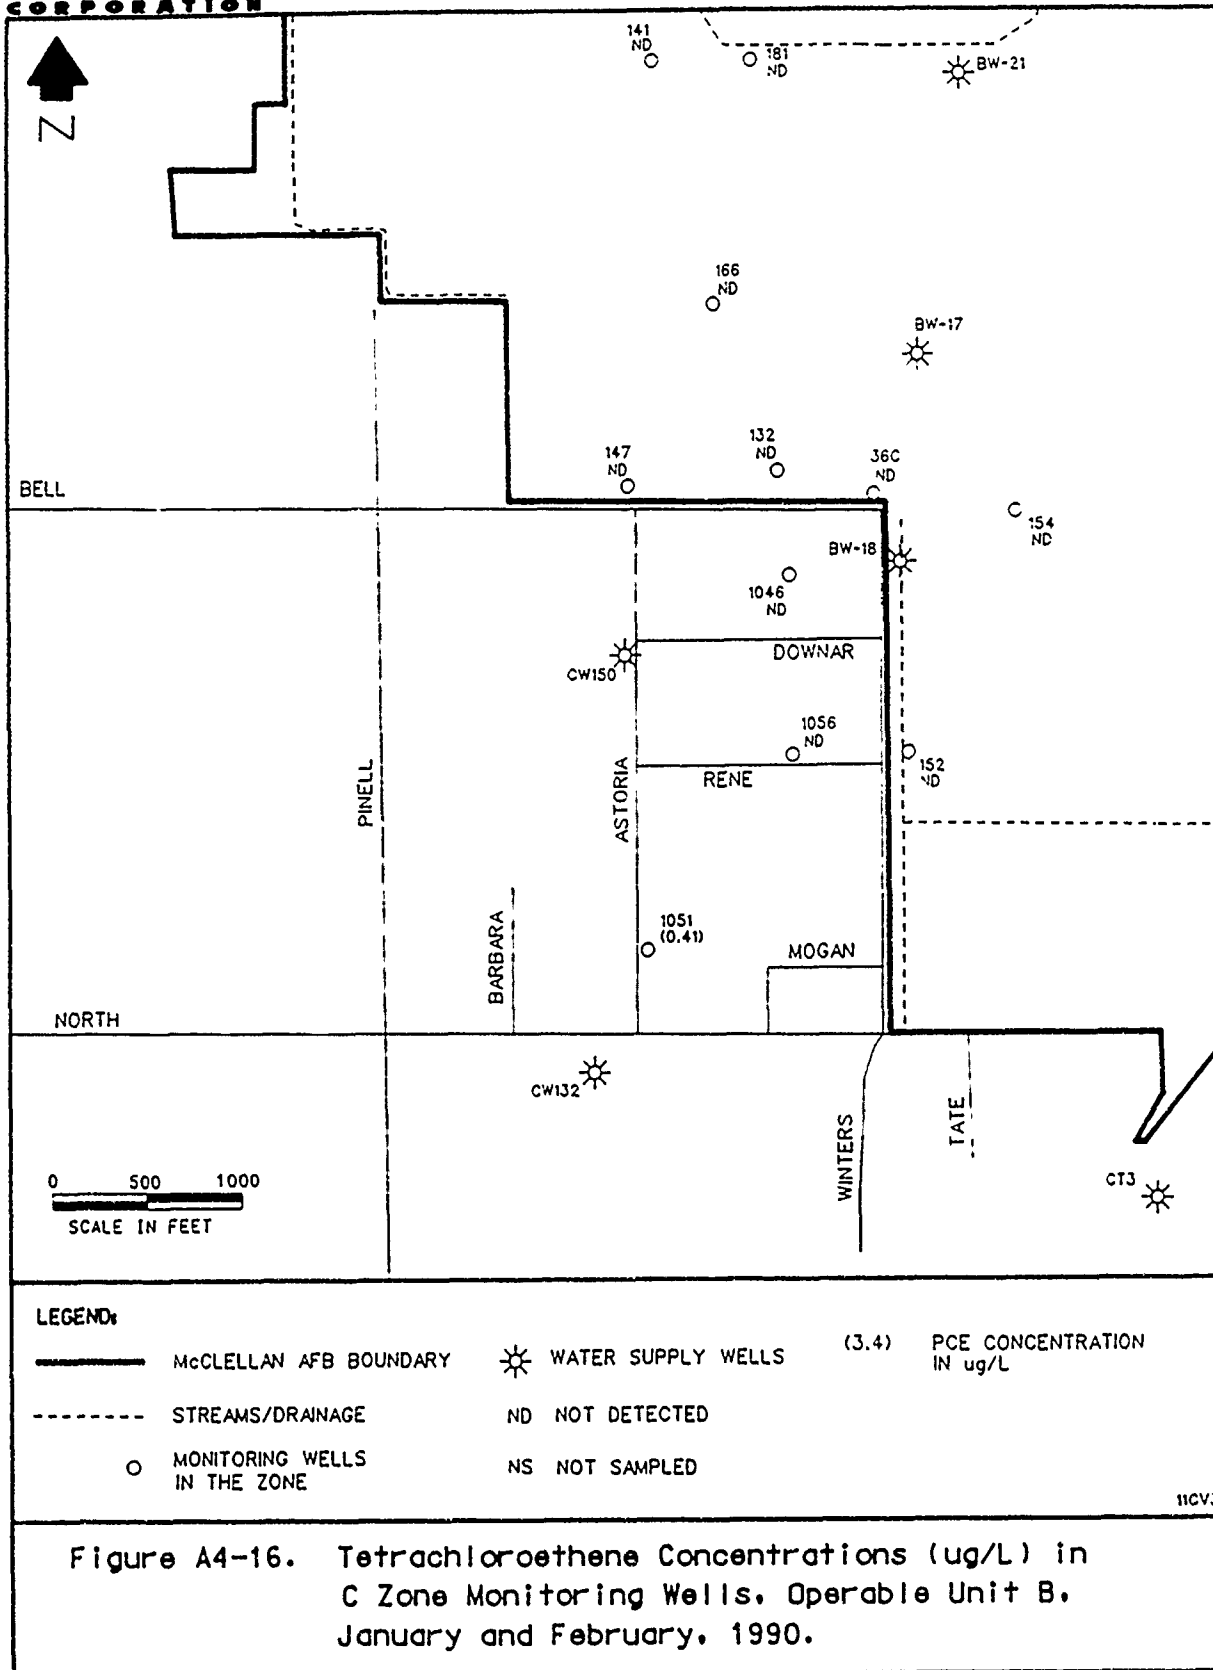 CORPORATION
Z
141
ND
181
ND
BW-21
166
ND
BW-17
147
ND
132
ND
36C
ND
BELL
154
ND
BW-18
1046
ND
DOWNAR
CW150
1056
ND
152
ND
RENE
PINELL
ASTORIA
1051
(0.41)
BARBARA
MOGAN
NORTH
CW132
WINTERS
TATE
CT3
0 500 1000
SCALE IN FEET
LEGEND:
McCLELLAN AFB BOUNDARY
WATER SUPPLY WELLS
(3.4) PCE CONCENTRATION
IN ug/L
STREAMS/DRAINAGE
ND NOT DETECTED
MONITORING WELLS
IN THE ZONE
NS NOT SAMPLED
Figure A4-16. Tetrachloroethene Concentrations (ug/L) in
C Zone Monitoring Wells, Operable Unit B,
January and February, 1990.